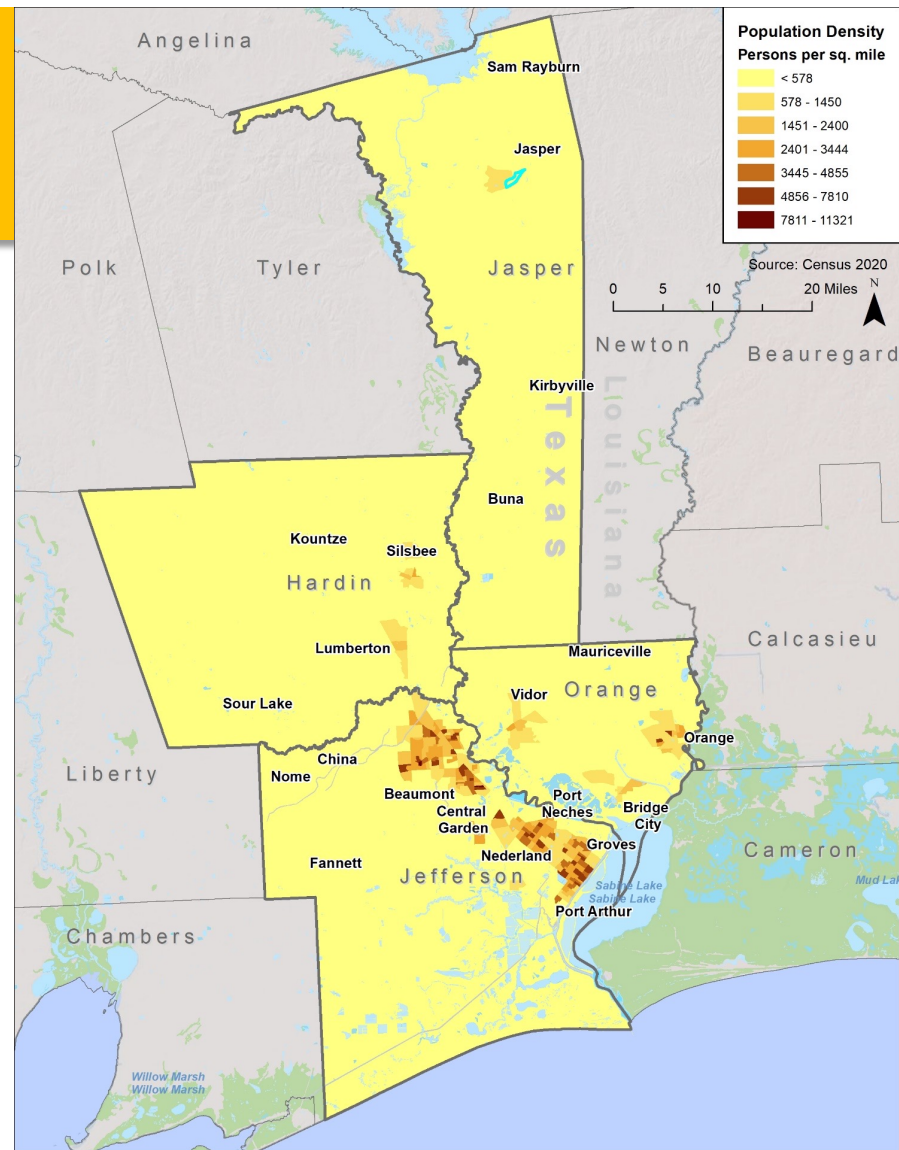 Population Density
Persons per sq. mile
< 578
578 - 1450
1451 - 2400
2401 - 3444
3445 - 4855
4856 - 7810
7811 - 11321
Source: Census 2020
0 5 10 20 Miles
N
Angelina
Sam Rayburn
Jasper
Polk
Tyler
Jasper
Newton
Beauregard
Kirbyville
Texas
Louisiana
Buna
Kountze
Silsbee
Hardin
Lumberton
Mauriceville
Calcasieu
Orange
Vidor
Sour Lake
Orange
China
Liberty
Nome
Beaumont
Port
Neches
Bridge
City
Central
Garden
Groves
Nederland
Cameron
Fannett
Jefferson
Sabine Lake
Sabine Lake
Mud Lak
Port Arthur
Chambers
Willow Marsh
Willow Marsh